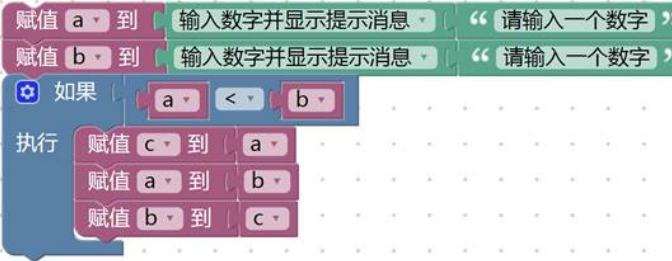 赋值 a 到 输入数字并显示提示消息 “ 请输入一个数字 ”
赋值 b 到 输入数字并显示提示消息 “ 请输入一个数字 ”
如果 a < b
执行 赋值 c 到 a
赋值 a 到 b
赋值 b 到 c